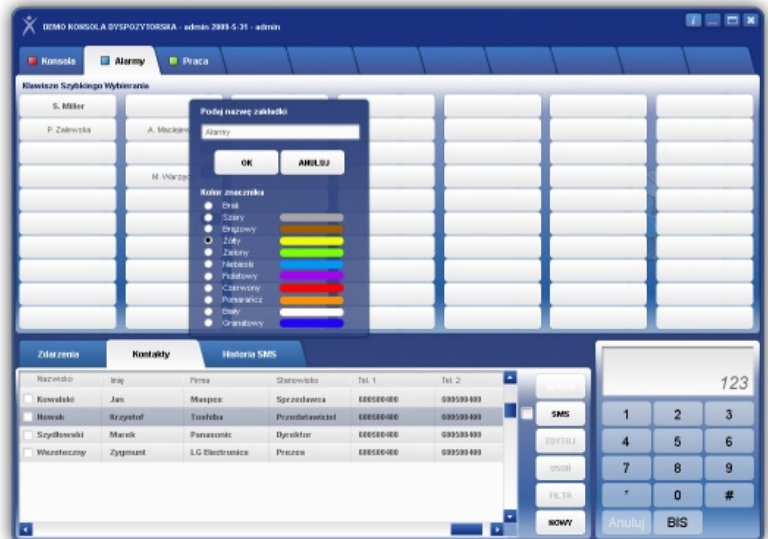 DEMO KONSOLA DYSPOZYTORSKA - admin 2009-5-31 - admin
Konsola Alarmy Praca
Klawisze Szybkiego Wybierania
S. Miller
P. Zalewska A. Maciejew
Podaj nazwę zakładki
Alarmy
OK ANULUJ
Kolor znacznika
Brak
Szary
Brązowy
Żółty
Zielony
Niebieski
Fioletowy
Czerwony
Pomarańcz
Biały
Granatowy
Zdarzenia Kontakty Historia SMS
Nazwisko Imię Firma Stanowisko Tel. 1 Tel. 2
Kowalski Jan Maspex Sprzedawca 600500400 600500400
Nowak Krzysztof Toshiba Przedstawiciel 600500400 600500400
Szydłowski Marek Panasonic Dyrektor 600500400 600500400
Wszeteczny Zygmunt LG Electronics Prezes 600500400 600500400
SMS
EDYTUJ
USUŃ
FILTR
NOWY
123
1 2 3
4 5 6
7 8 9
* 0 #
Anuluj BIS